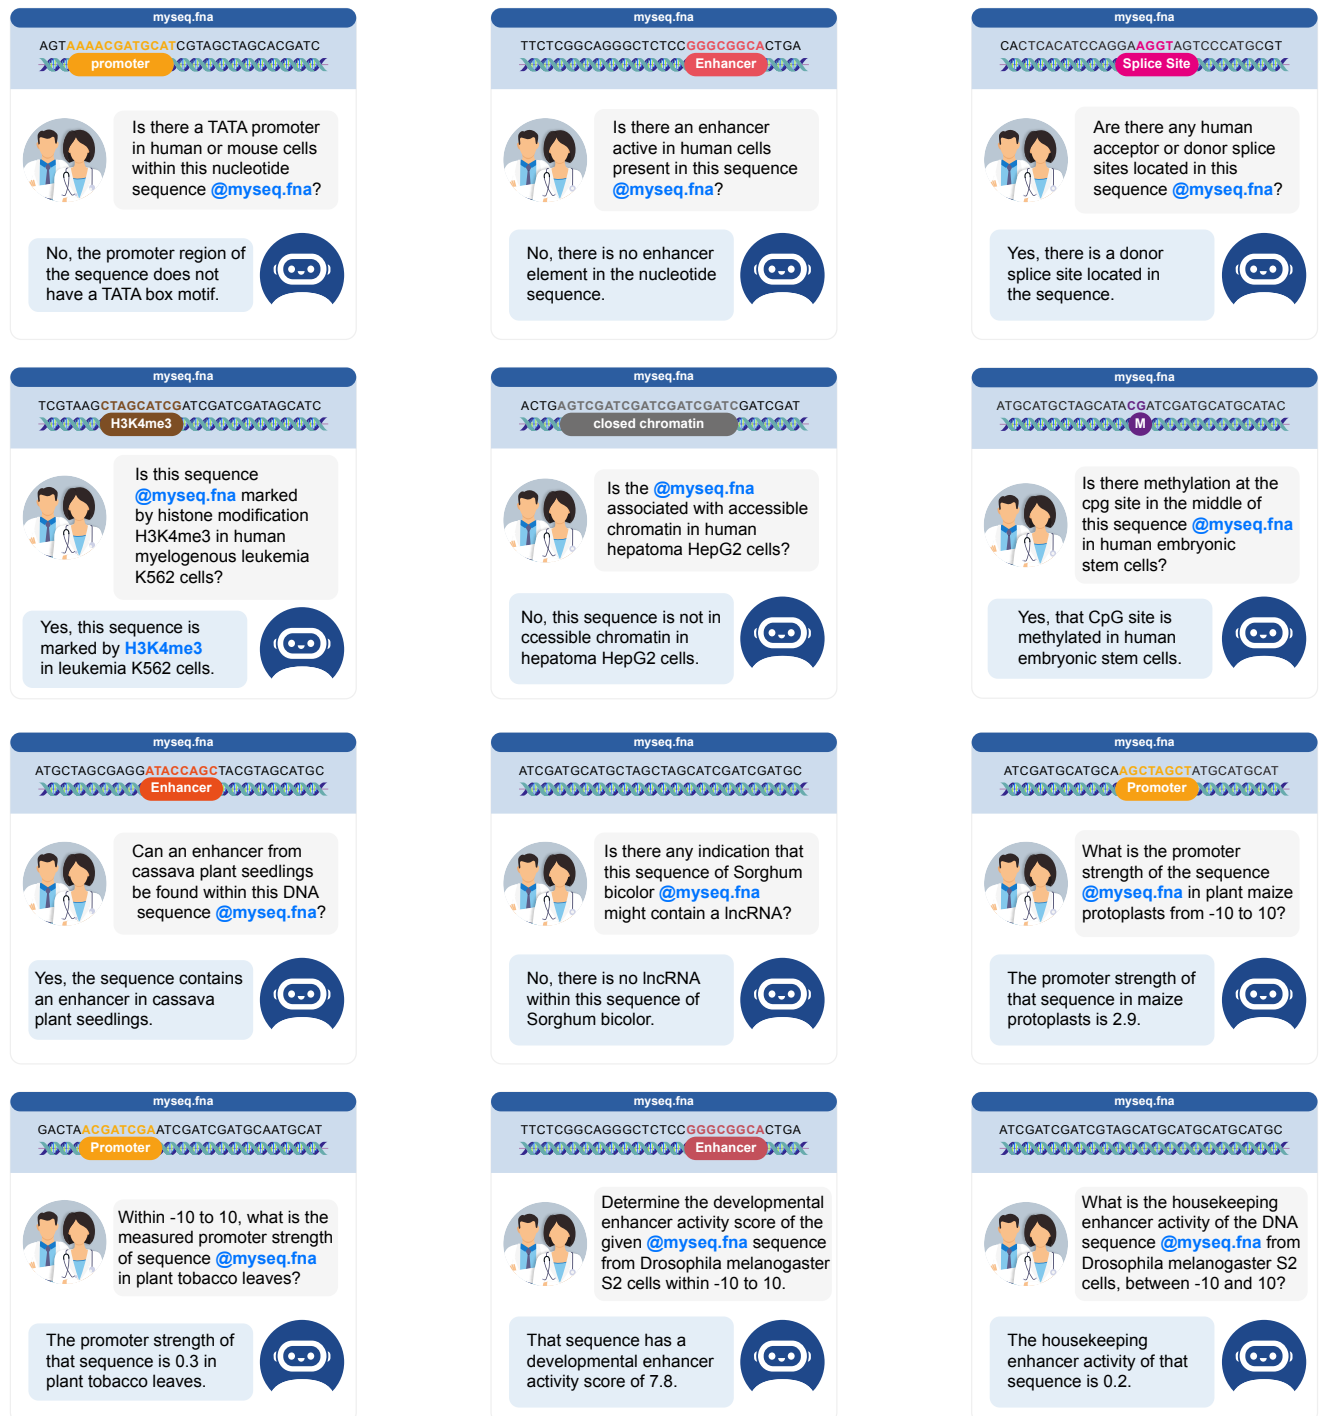 myseq.fna
AGTAAAACGATGCATCGTAGCTAGCACGATC
promoter
Is there a TATA promoter
in human or mouse cells
within this nucleotide
sequence @myseq.fna?
No, the promoter region of
the sequence does not
have a TATA box motif.
myseq.fna
TTCTCGGCAGGGCTCTCCGGGCGGCACTGA
Enhancer
Is there an enhancer
active in human cells
present in this sequence
@myseq.fna?
No, there is no enhancer
element in the nucleotide
sequence.
myseq.fna
CACTCACATCCAGGAAGGTAGTCCCATGCGT
Splice Site
Are there any human
acceptor or donor splice
sites located in this
sequence @myseq.fna?
Yes, there is a donor
splice site located in
the sequence.
myseq.fna
TCGTAAGCTAGCATCGATCGATCGATAGCATC
H3K4me3
Is this sequence
@myseq.fna marked
by histone modification
H3K4me3 in human
myelogenous leukemia
K562 cells?
Yes, this sequence is
marked by H3K4me3
in leukemia K562 cells.
myseq.fna
ACTGAGTCGATCGATCGATCGATCGATCGAT
closed chromatin
Is the @myseq.fna
associated with accessible
chromatin in human
hepatoma HepG2 cells?
No, this sequence is not in
ccessible chromatin in
hepatoma HepG2 cells.
myseq.fna
ATGCATGCTAGCATACGATCGATGCATGCATAC
M
Is there methylation at the
cpg site in the middle of
this sequence @myseq.fna
in human embryonic
stem cells?
Yes, that CpG site is
methylated in human
embryonic stem cells.
myseq.fna
ATGCTAGCGAGGATACCAGCTACGTAGCATGC
Enhancer
Can an enhancer from
cassava plant seedlings
be found within this DNA
sequence @myseq.fna?
Yes, the sequence contains
an enhancer in cassava
plant seedlings.
myseq.fna
ATCGATGCATGCTAGCTAGCATCGATCGATGC
Is there any indication that
this sequence of Sorghum
bicolor @myseq.fna
might contain a lncRNA?
No, there is no lncRNA
within this sequence of
Sorghum bicolor.
myseq.fna
ATCGATGCATGCAAGCTAGCTATGCATGCAT
Promoter
What is the promoter
strength of the sequence
@myseq.fna in plant maize
protoplasts from -10 to 10?
The promoter strength of
that sequence in maize
protoplasts is 2.9.
myseq.fna
GACTAACGATCGAATCGATCGATGCAATGCAT
Promoter
Within -10 to 10, what is the
measured promoter strength
of sequence @myseq.fna
in plant tobacco leaves?
The promoter strength of
that sequence is 0.3 in
plant tobacco leaves.
myseq.fna
TTCTCGGCAGGGCTCTCCGGGCGGCACTGA
Enhancer
Determine the developmental
enhancer activity score of the
given @myseq.fna sequence
from Drosophila melanogaster
S2 cells within -10 to 10.
That sequence has a
developmental enhancer
activity score of 7.8.
myseq.fna
ATCGATCGATCGTAGCATGCATGCATGCATGC
What is the housekeeping
enhancer activity of the DNA
sequence @myseq.fna from
Drosophila melanogaster S2
cells, between -10 and 10?
The housekeeping
enhancer activity of that
sequence is 0.2.